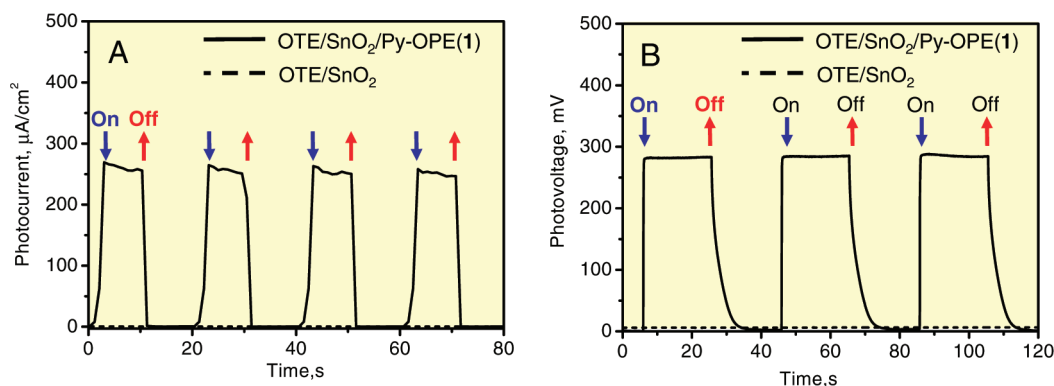 A
OTE/SnO₂/Py-OPE(1)
OTE/SnO₂
On Off
Photocurrent, µA/cm²
500
400
300
200
100
0
0 20 40 60 80
Time,s
B
OTE/SnO₂/Py-OPE(1)
OTE/SnO₂
On Off On Off On Off
Photovoltage, mV
500
400
300
200
100
0
0 20 40 60 80 100 120
Time,s